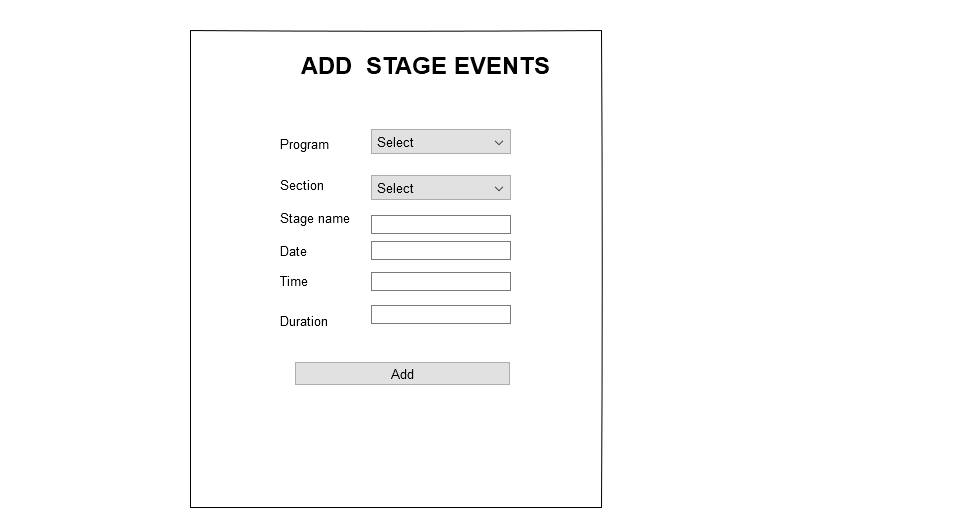 ADD  STAGE EVENTS
Program Select
Section Select
Stage name
Date
Time
Duration
Add